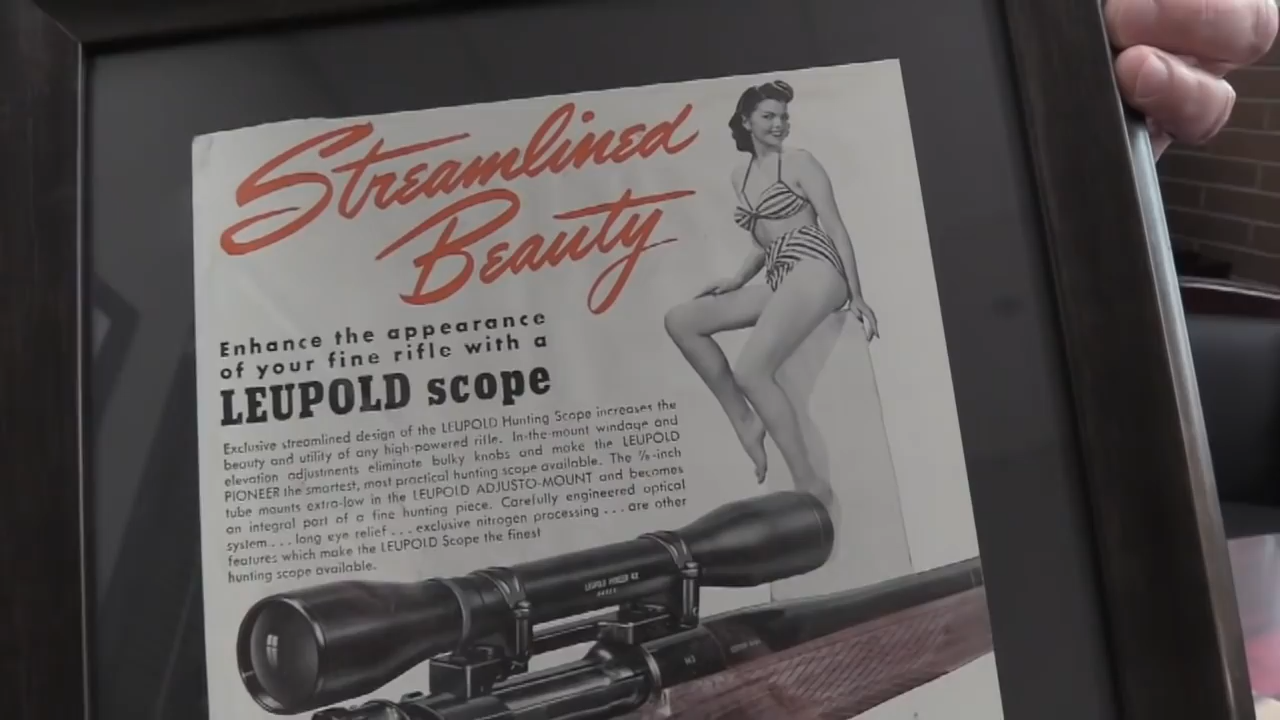 Streamlined
Beauty
Enhance the appearance
of your fine rifle with a
LEUPOLD scope
Exclusive streamlined design of the LEUPOLD Hunting Scope increases the
beauty and utility of any high-powered rifle. In-the-mount windage and
elevation adjustments eliminate bulky knobs and make the LEUPOLD
PIONEER the smartest, most practical hunting scope available. The ⅞-inch
tube mounts extra-low in the LEUPOLD ADJUSTO-MOUNT and becomes
an integral part of a fine hunting piece. Carefully engineered optical
system . . . long eye relief . . . exclusive nitrogen processing . . . are other
features which make the LEUPOLD Scope the finest
hunting scope available.
LEUPOLD PIONEER 4X